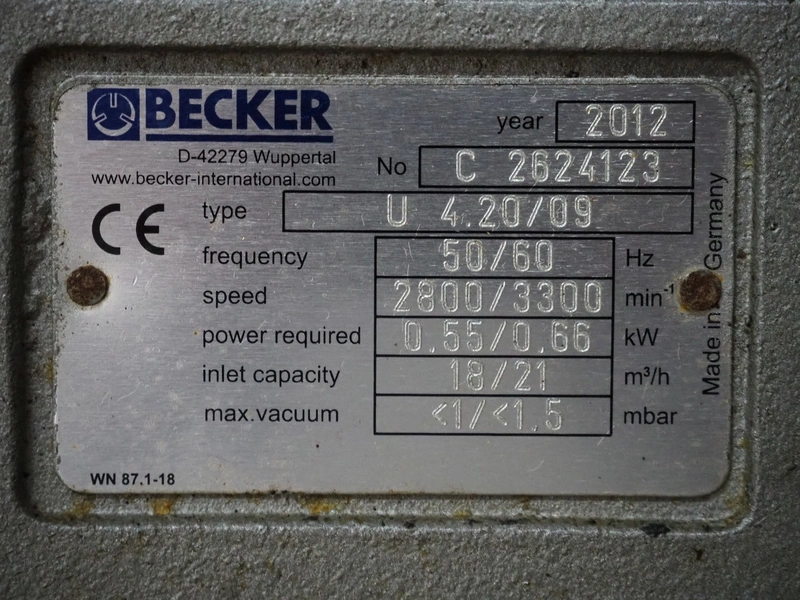 BECKER
D-42279 Wuppertal
www.becker-international.com
year 2012
No C 2624123
type U 4.20/09
frequency 50/60 Hz
speed 2800/3300 min⁻¹
power required 0.55/0.66 kW
inlet capacity 18/21 m³/h
max.vacuum <1/<1.5 mbar
Made in Germany
WN 87.1-18